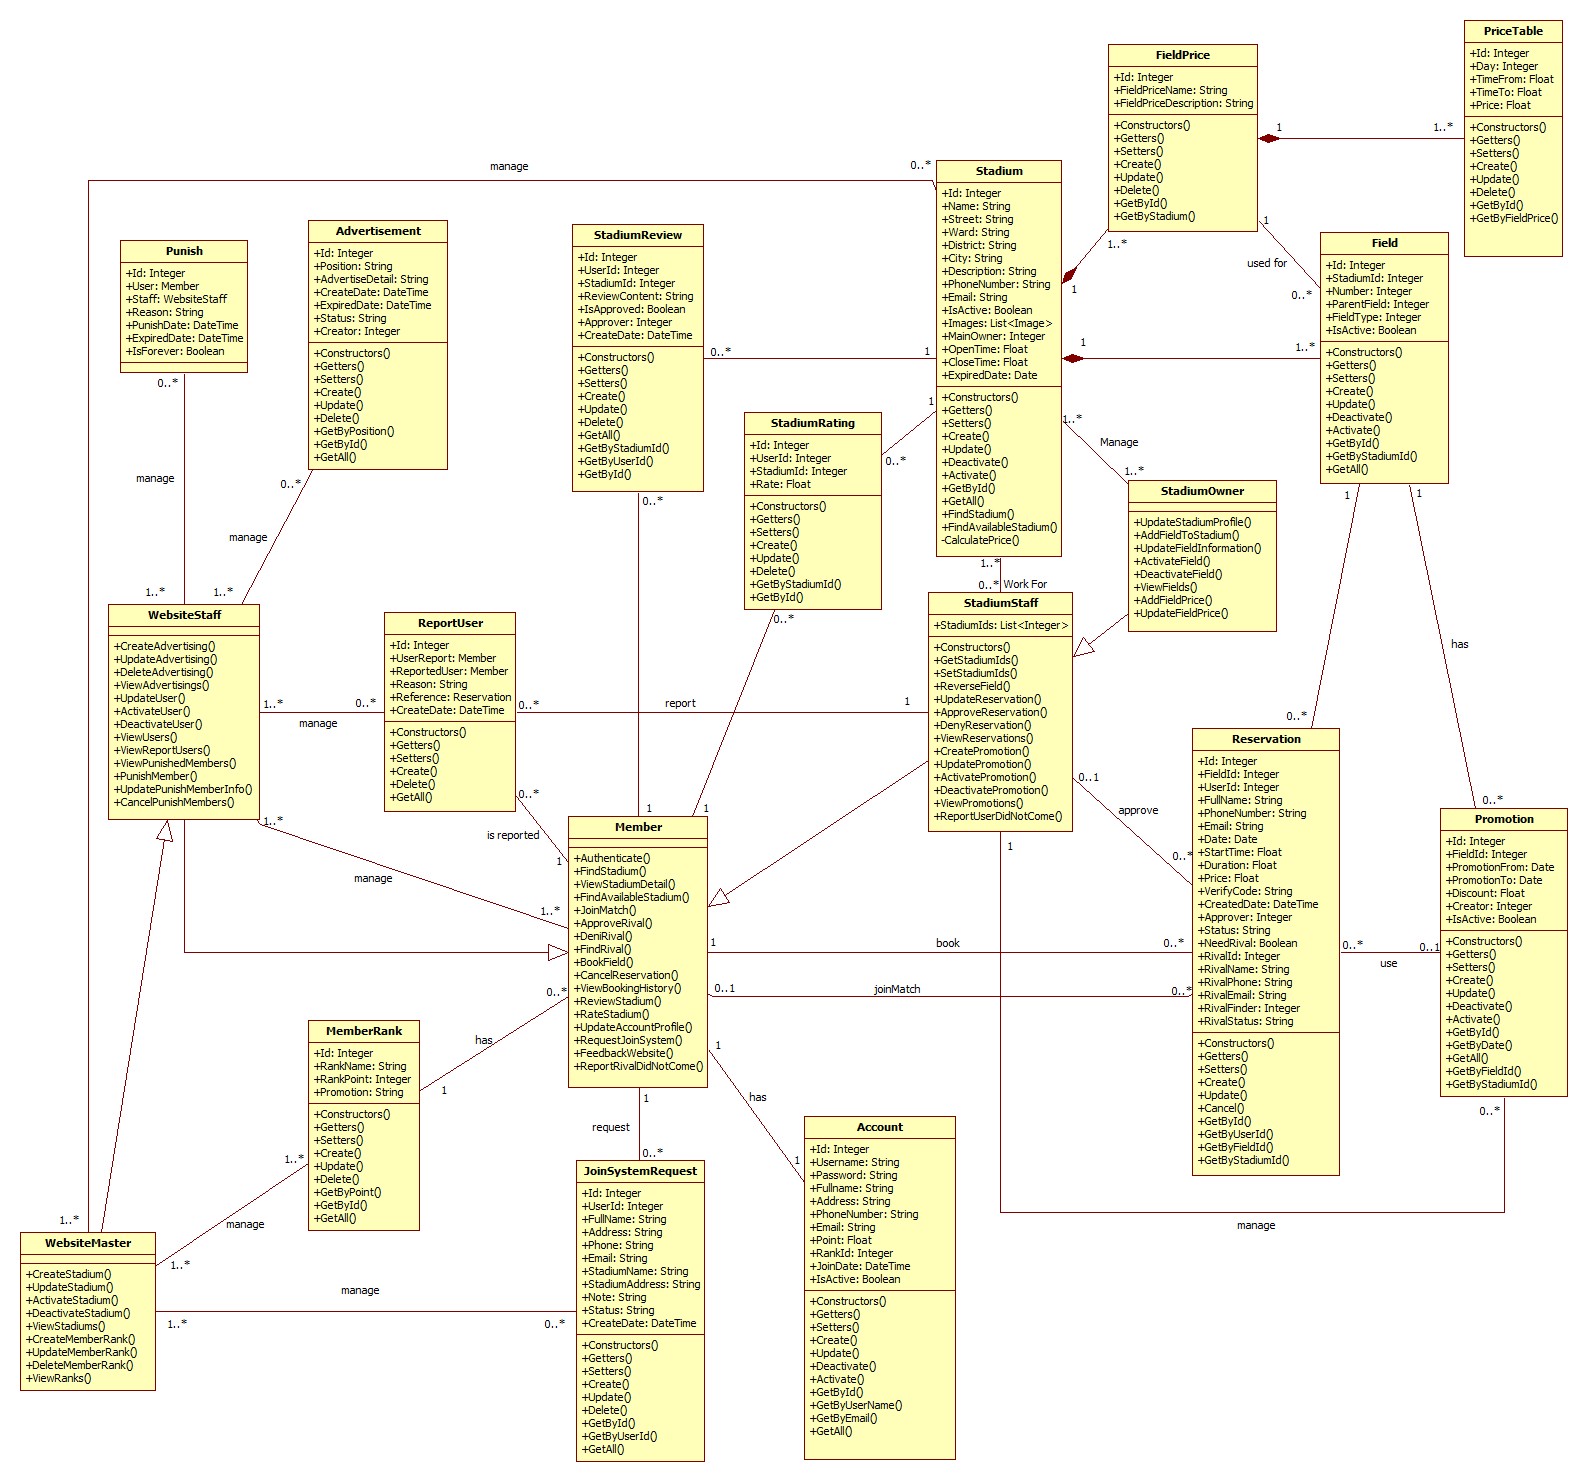 PriceTable
+Id: Integer
+Day: Integer
+TimeFrom: Float
+TimeTo: Float
+Price: Float
+Constructors()
+Getters()
+Setters()
+Create()
+Update()
+Delete()
+GetById()
+GetByFieldPrice()
FieldPrice
+Id: Integer
+FieldPriceName: String
+FieldPriceDescription: String
+Constructors()
+Getters()
+Setters()
+Create()
+Update()
+Delete()
+GetById()
+GetByStadium()
1
1..*
manage
0..*
Stadium
+Id: Integer
+Name: String
+Street: String
+Ward: String
+District: String
+City: String
+Description: String
+PhoneNumber: String
+Email: String
+IsActive: Boolean
+Images: List<Image>
+MainOwner: Integer
+OpenTime: Float
+CloseTime: Float
+ExpiredDate: Date
+Constructors()
+Getters()
+Setters()
+Create()
+Update()
+Deactivate()
+Activate()
+GetById()
+GetAll()
+FindStadium()
+FindAvailableStadium()
-CalculatePrice()
1..*
1
1
used for
0..*
Field
+Id: Integer
+StadiumId: Integer
+Number: Integer
+ParentField: Integer
+FieldType: Integer
+IsActive: Boolean
+Constructors()
+Getters()
+Setters()
+Create()
+Update()
+Deactivate()
+Activate()
+GetById()
+GetByStadiumId()
+GetAll()
1
1..*
Punish
+Id: Integer
+User: Member
+Staff: WebsiteStaff
+Reason: String
+PunishDate: DateTime
+ExpiredDate: DateTime
+IsForever: Boolean
0..*
manage
1..*
Advertisement
+Id: Integer
+Position: String
+AdvertiseDetail: String
+CreateDate: DateTime
+ExpiredDate: DateTime
+Status: String
+Creator: Integer
+Constructors()
+Getters()
+Setters()
+Create()
+Update()
+Delete()
+GetByPosition()
+GetById()
+GetAll()
0..*
manage
1..*
StadiumReview
+Id: Integer
+UserId: Integer
+StadiumId: Integer
+ReviewContent: String
+IsApproved: Boolean
+Approver: Integer
+CreateDate: DateTime
+Constructors()
+Getters()
+Setters()
+Create()
+Update()
+Delete()
+GetAll()
+GetByStadiumId()
+GetByUserId()
+GetById()
0..*
1
0..*
1
StadiumRating
+Id: Integer
+UserId: Integer
+StadiumId: Integer
+Rate: Float
+Constructors()
+Getters()
+Setters()
+Create()
+Update()
+Delete()
+GetByStadiumId()
+GetById()
1
0..*
0..*
1
1..*
Manage
1..*
StadiumOwner
+UpdateStadiumProfile()
+AddFieldToStadium()
+UpdateFieldInformation()
+ActivateField()
+DeactivateField()
+ViewFields()
+AddFieldPrice()
+UpdateFieldPrice()
1..*
0..*
Work For
StadiumStaff
+StadiumIds: List<Integer>
+Constructors()
+GetStadiumIds()
+SetStadiumIds()
+ReverseField()
+UpdateReservation()
+ApproveReservation()
+DenyReservation()
+ViewReservations()
+CreatePromotion()
+UpdatePromotion()
+ActivatePromotion()
+DeactivatePromotion()
+ViewPromotions()
+ReportUserDidNotCome()
WebsiteStaff
+CreateAdvertising()
+UpdateAdvertising()
+DeleteAdvertising()
+ViewAdvertisings()
+UpdateUser()
+ActivateUser()
+DeactivateUser()
+ViewUsers()
+ViewReportUsers()
+ViewPunishedMembers()
+PunishMember()
+UpdatePunishMemberInfo()
+CancelPunishMembers()
1..*
0..*
manage
ReportUser
+Id: Integer
+UserReport: Member
+ReportedUser: Member
+Reason: String
+Reference: Reservation
+CreateDate: DateTime
+Constructors()
+Getters()
+Setters()
+Create()
+Delete()
+GetAll()
0..*
report
1
0..*
is reported
1
1..*
manage
1..*
Member
+Authenticate()
+FindStadium()
+ViewStadiumDetail()
+FindAvailableStadium()
+JoinMatch()
+ApproveRival()
+DeniRival()
+FindRival()
+BookField()
+CancelReservation()
+ViewBookingHistory()
+ReviewStadium()
+RateStadium()
+UpdateAccountProfile()
+RequestJoinSystem()
+FeedbackWebsite()
+ReportRivalDidNotCome()
1
0..*
Reservation
+Id: Integer
+FieldId: Integer
+UserId: Integer
+FullName: String
+PhoneNumber: String
+Email: String
+Date: Date
+StartTime: Float
+Duration: Float
+Price: Float
+VerifyCode: String
+CreatedDate: DateTime
+Approver: Integer
+Status: String
+NeedRival: Boolean
+RivalId: Integer
+RivalName: String
+RivalPhone: String
+RivalEmail: String
+RivalFinder: Integer
+RivalStatus: String
+Constructors()
+Getters()
+Setters()
+Create()
+Update()
+Cancel()
+GetById()
+GetByUserId()
+GetByFieldId()
+GetByStadiumId()
1
has
0..*
Promotion
+Id: Integer
+FieldId: Integer
+PromotionFrom: Date
+PromotionTo: Date
+Discount: Float
+Creator: Integer
+IsActive: Boolean
+Constructors()
+Getters()
+Setters()
+Create()
+Update()
+Deactivate()
+Activate()
+GetById()
+GetByDate()
+GetAll()
+GetByFieldId()
+GetByStadiumId()
0..1
approve
0..*
1
book
0..*
0..1
joinMatch
0..*
0..*
use
0..1
1
manage
0..*
MemberRank
+Id: Integer
+RankName: String
+RankPoint: Integer
+Promotion: String
+Constructors()
+Getters()
+Setters()
+Create()
+Update()
+Delete()
+GetByPoint()
+GetById()
+GetAll()
0..*
has
1
1..*
manage
1..*
1
request
0..*
JoinSystemRequest
+Id: Integer
+UserId: Integer
+FullName: String
+Address: String
+Phone: String
+Email: String
+StadiumName: String
+StadiumAddress: String
+Note: String
+Status: String
+CreateDate: DateTime
+Constructors()
+Getters()
+Setters()
+Create()
+Update()
+Delete()
+GetById()
+GetByUserId()
+GetAll()
1
has
1
Account
+Id: Integer
+Username: String
+Password: String
+Fullname: String
+Address: String
+PhoneNumber: String
+Email: String
+Point: Float
+RankId: Integer
+JoinDate: DateTime
+IsActive: Boolean
+Constructors()
+Getters()
+Setters()
+Create()
+Update()
+Deactivate()
+Activate()
+GetById()
+GetByUserName()
+GetByEmail()
+GetAll()
1..*
WebsiteMaster
+CreateStadium()
+UpdateStadium()
+ActivateStadium()
+DeactivateStadium()
+ViewStadiums()
+CreateMemberRank()
+UpdateMemberRank()
+DeleteMemberRank()
+ViewRanks()
manage
1..*
0..*